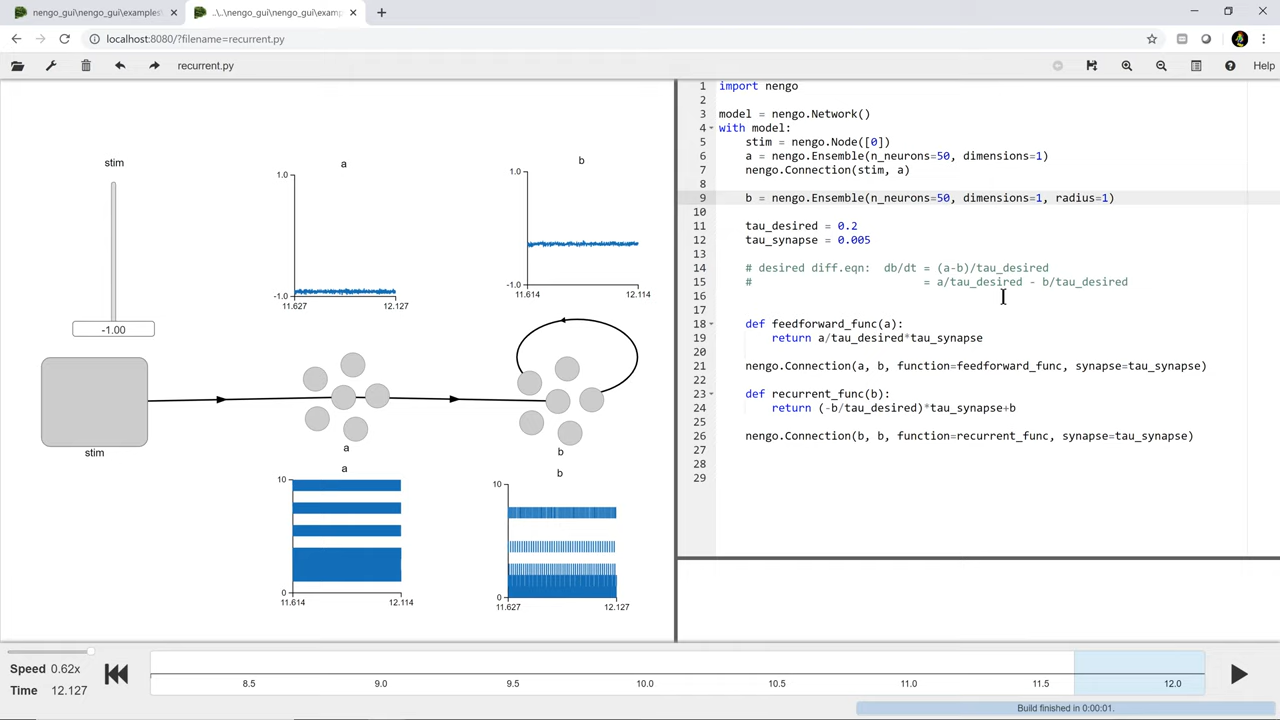 nengo_gui\nengo_gui\examples\
..\..\nengo_gui\nengo_gui\examp
localhost:8080/?filename=recurrent.py
recurrent.py
Help
stim
-1.00
stim
a
1.0
-1.0
11.627
12.127
b
1.0
-1.0
11.614
12.114
a
b
a
10
0
11.614
12.114
b
10
0
11.627
12.127
1 import nengo
2
3 model = nengo.Network()
4 with model:
5 stim = nengo.Node([0])
6 a = nengo.Ensemble(n_neurons=50, dimensions=1)
7 nengo.Connection(stim, a)
8
9 b = nengo.Ensemble(n_neurons=50, dimensions=1, radius=1)
10
11 tau_desired = 0.2
12 tau_synapse = 0.005
13
14 # desired diff.eqn: db/dt = (a-b)/tau_desired
15 # = a/tau_desired - b/tau_desired
16
17
18 def feedforward_func(a):
19 return a/tau_desired*tau_synapse
20
21 nengo.Connection(a, b, function=feedforward_func, synapse=tau_synapse)
22
23 def recurrent_func(b):
24 return (-b/tau_desired)*tau_synapse+b
25
26 nengo.Connection(b, b, function=recurrent_func, synapse=tau_synapse)
27
28
29
Speed 0.62x
Time 12.127
8.5 9.0 9.5 10.0 10.5 11.0 11.5 12.0
Build finished in 0:00:01.